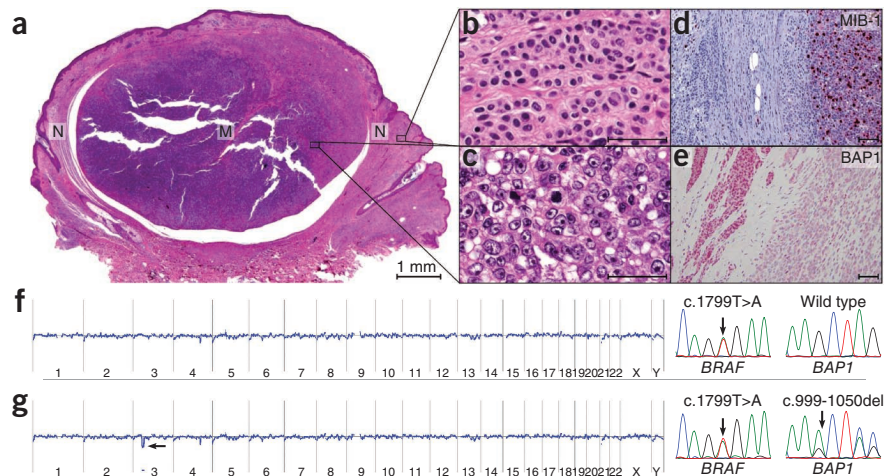 a
N
M
N
1 mm
b
c
d
MIB-1
e
BAP1
f
1 2 3 4 5 6 7 8 9 10 11 12 13 14 15 16 17 18 19 20 21 22 X Y
c.1799T>A
BRAF
Wild type
BAP1
g
1 2 - 3 4 5 6 7 8 9 10 11 12 13 14 15 16 17 18 19 20 21 22 X Y
c.1799T>A
BRAF
c.999-1050del
BAP1